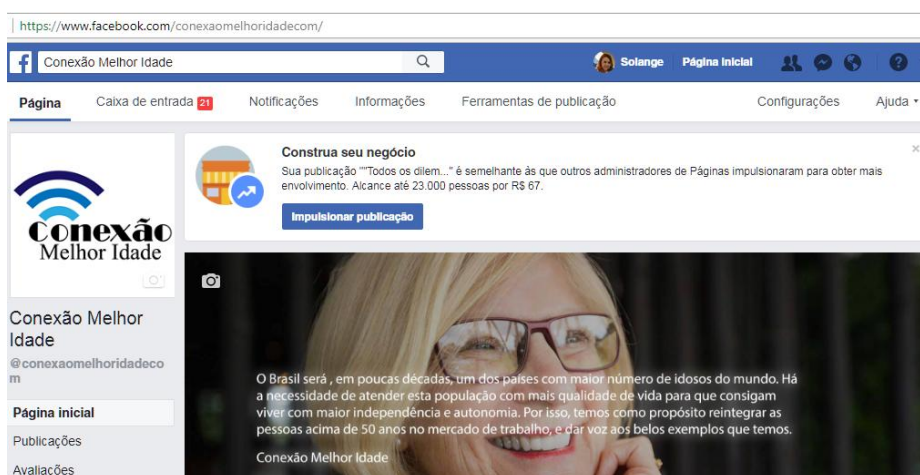 https://www.facebook.com/conexaomelhoridadecom/
Conexão Melhor Idade
Solange
Página inicial
Página
Caixa de entrada 21
Notificações
Informações
Ferramentas de publicação
Configurações
Ajuda
Construa seu negócio
Sua publicação ""Todos os dilem..." é semelhante às que outros administradores de Páginas impulsionaram para obter mais
envolvimento. Alcance até 23.000 pessoas por R$ 67.
Impulsionar publicação
Conexão
Melhor Idade
Conexão Melhor
Idade
@conexaomelhoridadeco
m
Página inicial
Publicações
Avaliações
O Brasil será , em poucas décadas, um dos países com maior número de idosos do mundo. Há
a necessidade de atender esta população com mais qualidade de vida para que consigam
viver com maior independência e autonomia. Por isso, temos como propósito reintegrar as
pessoas acima de 50 anos no mercado de trabalho, e dar voz aos belos exemplos que temos.
Conexão Melhor Idade